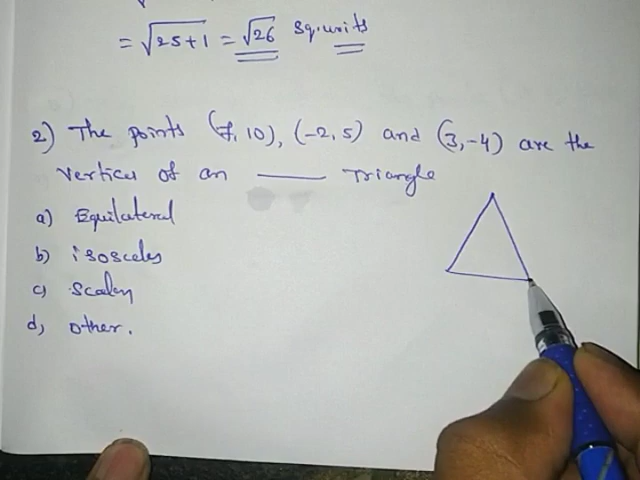 = √25+1 = √26 sq.units
2) The points (7, 10), (-2, 5) and (3, -4) are the
vertices of an ____ Triangle
a) Equilateral
b) isosceles
c) Scalen
d) other.